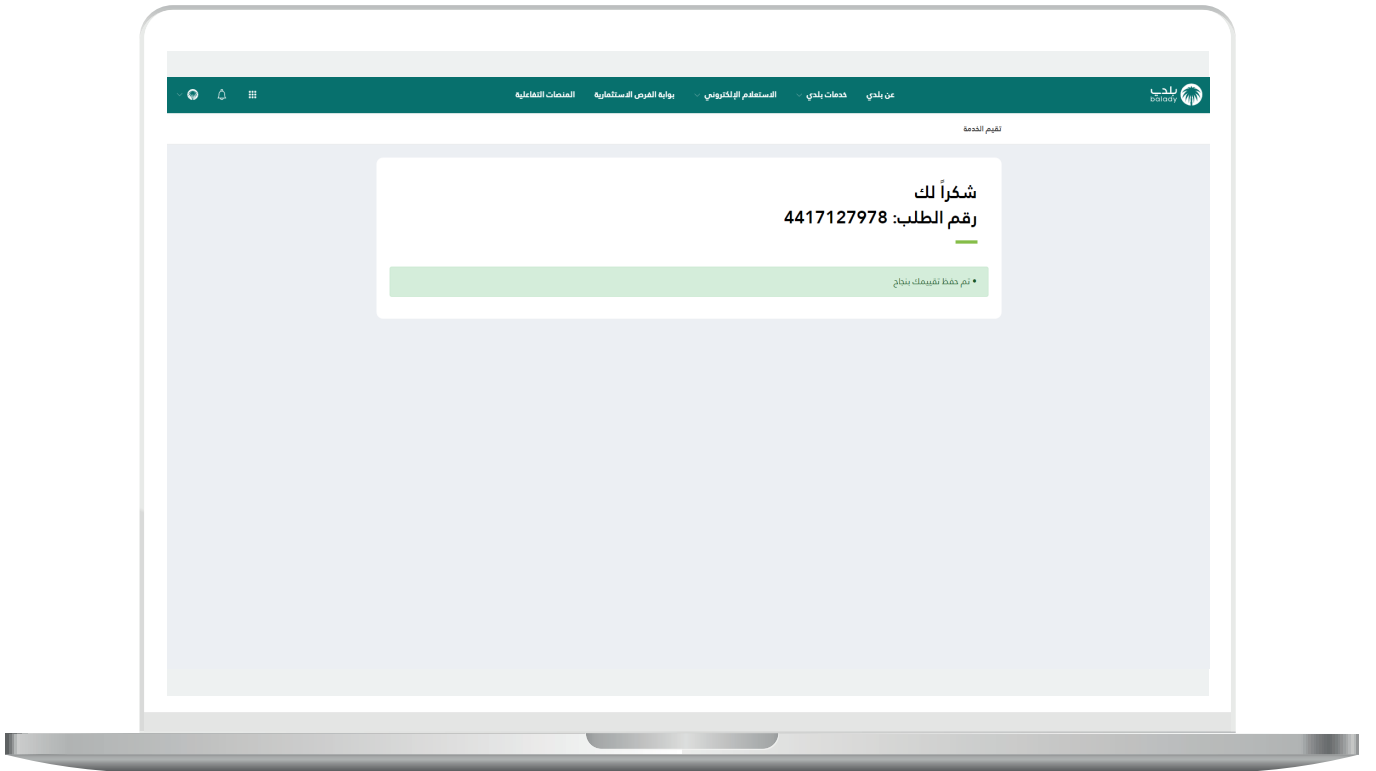 بلدي
balady
عن بلدي
خدمات بلدي
الاستعلام الإلكتروني
بوابة الفرص الاستثمارية
المنصات التفاعلية
تقيم الخدمة
شكراً لك
رقم الطلب: 4417127978
• تم حفظ تقييمك بنجاح